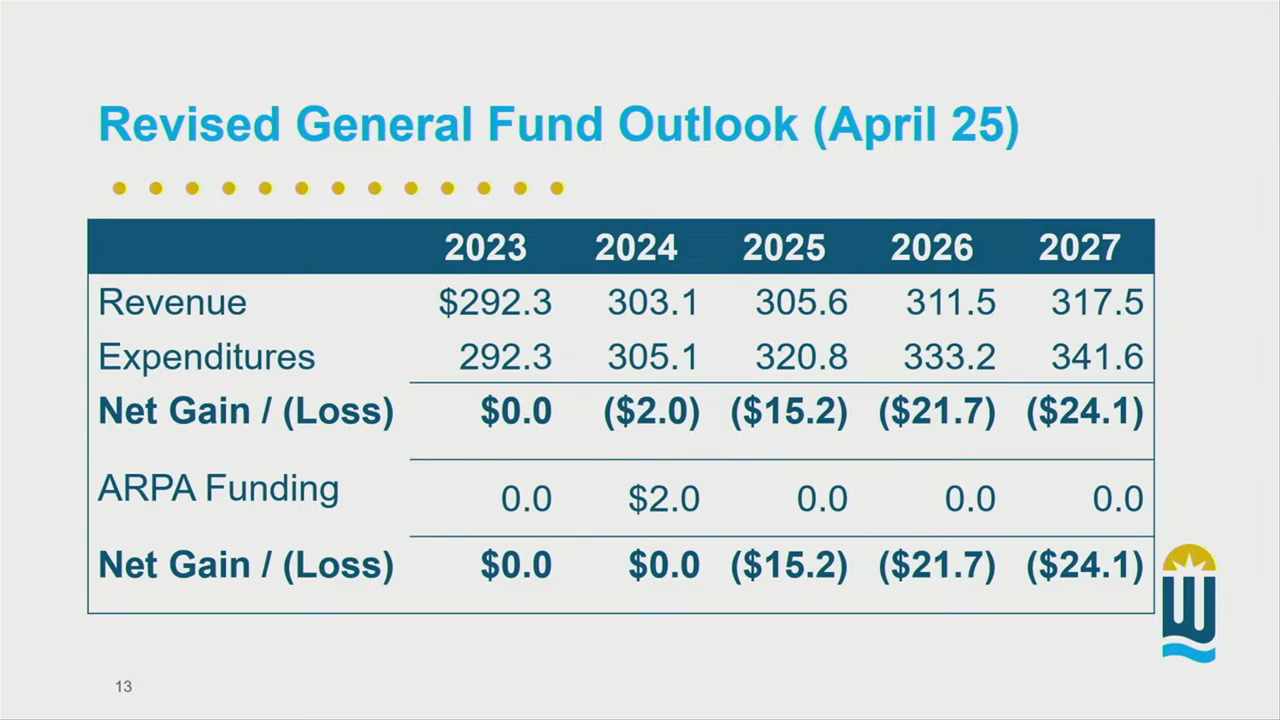 Revised General Fund Outlook (April 25)
2023 2024 2025 2026 2027
Revenue $292.3 303.1 305.6 311.5 317.5
Expenditures 292.3 305.1 320.8 333.2 341.6
Net Gain / (Loss) $0.0 ($2.0) ($15.2) ($21.7) ($24.1)
ARPA Funding 0.0 $2.0 0.0 0.0 0.0
Net Gain / (Loss) $0.0 $0.0 ($15.2) ($21.7) ($24.1)
W
13